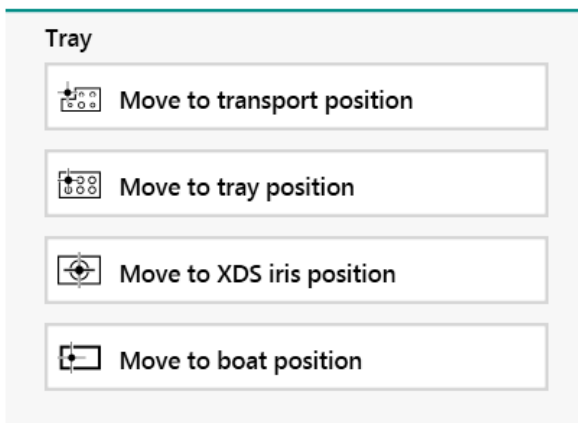 Tray
Move to transport position
Move to tray position
Move to XDS iris position
Move to boat position